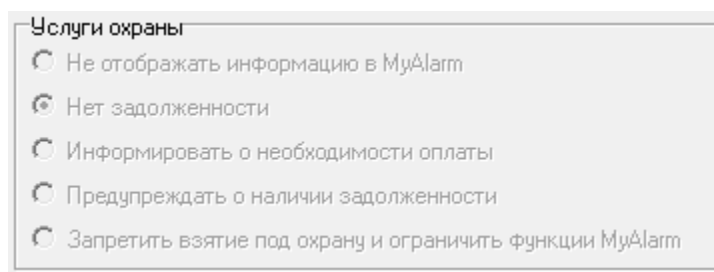 Услуги охраны
Не отображать информацию в MyAlarm
Нет задолженности
Информировать о необходимости оплаты
Предупреждать о наличии задолженности
Запретить взятие под охрану и ограничить функции MyAlarm